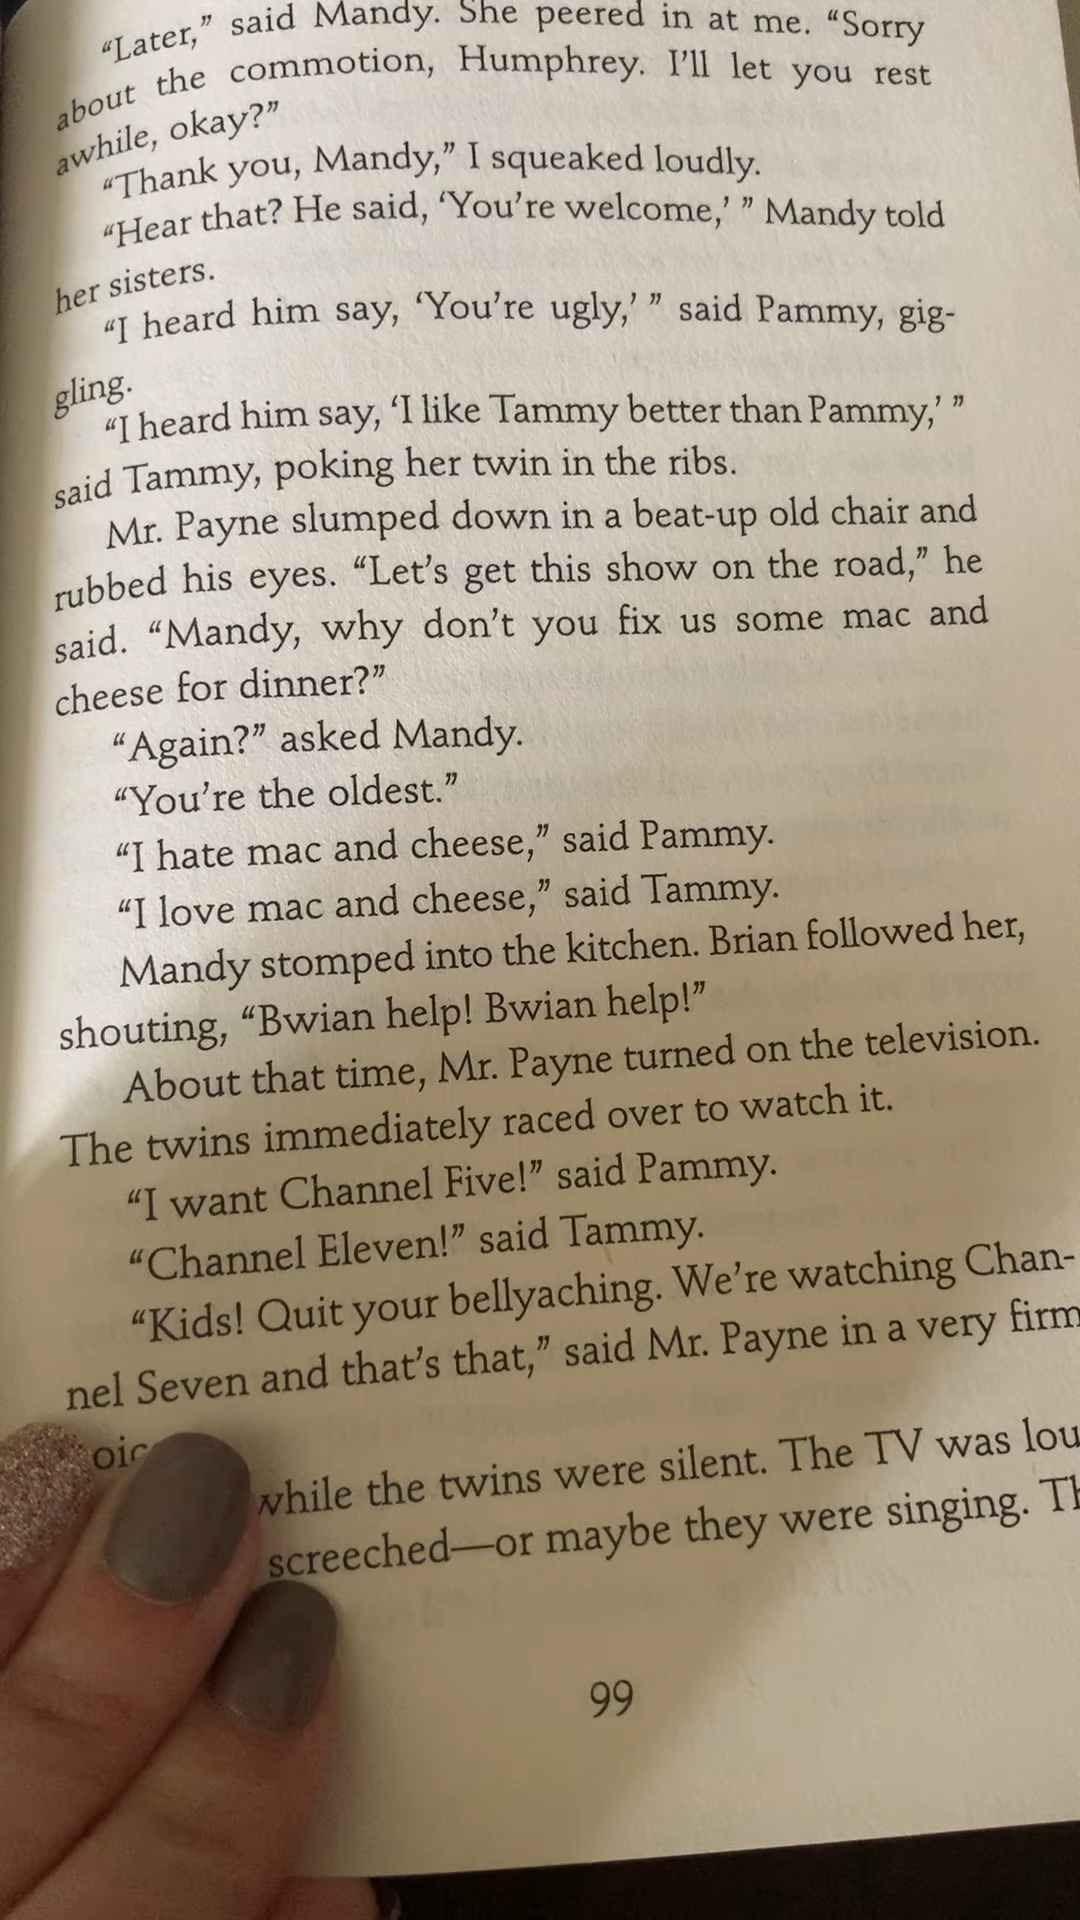 “Later,” said Mandy. She peered in at me. “Sorry
about the commotion, Humphrey. I’ll let you rest
awhile, okay?”
“Thank you, Mandy,” I squeaked loudly.
“Hear that? He said, ‘You’re welcome,’ ” Mandy told
her sisters.
“I heard him say, ‘You’re ugly,’ ” said Pammy, gig-
gling.
“I heard him say, ‘I like Tammy better than Pammy,’ ”
said Tammy, poking her twin in the ribs.
Mr. Payne slumped down in a beat-up old chair and
rubbed his eyes. “Let’s get this show on the road,” he
said. “Mandy, why don’t you fix us some mac and
cheese for dinner?”
“Again?” asked Mandy.
“You’re the oldest.”
“I hate mac and cheese,” said Pammy.
“I love mac and cheese,” said Tammy.
Mandy stomped into the kitchen. Brian followed her,
shouting, “Bwian help! Bwian help!”
About that time, Mr. Payne turned on the television.
The twins immediately raced over to watch it.
“I want Channel Five!” said Pammy.
“Channel Eleven!” said Tammy.
“Kids! Quit your bellyaching. We’re watching Chan-
nel Seven and that’s that,” said Mr. Payne in a very firm
while the twins were silent. The TV was
screeched—or maybe they were singing.
99